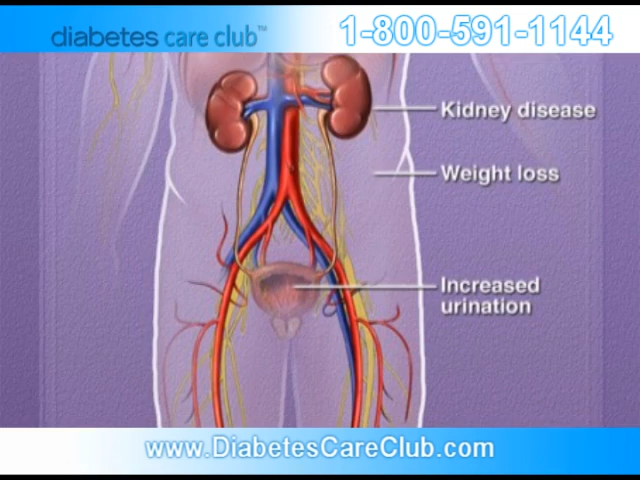 diabetes care club™
1-800-591-1144
Kidney disease
Weight loss
Increased
urination
www.DiabetesCareClub.com